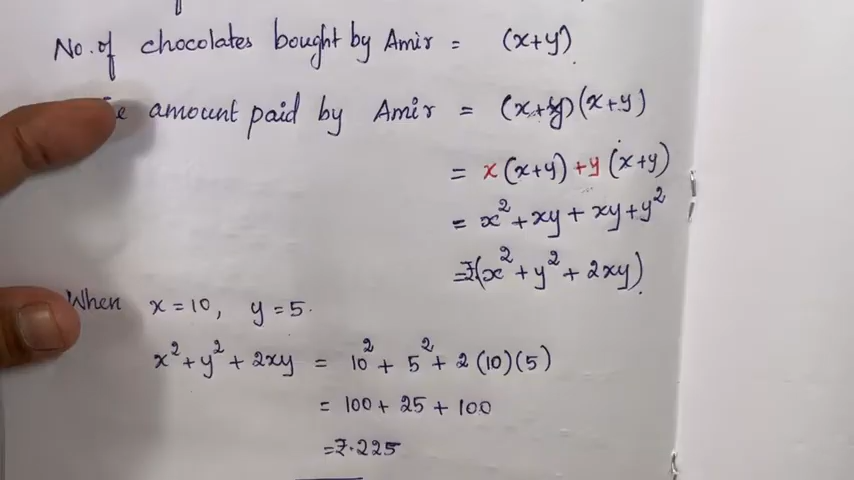 No. of chocolates bought by Amir = (x+y)
amount paid by Amir = (x+y)(x+y)
= x(x+y)+y(x+y)
= x²+xy+xy+y²
=₹(x²+y²+2xy)
When x=10, y=5.
x²+y²+2xy = 10²+5²+2(10)(5)
= 100+25+100
=₹.225